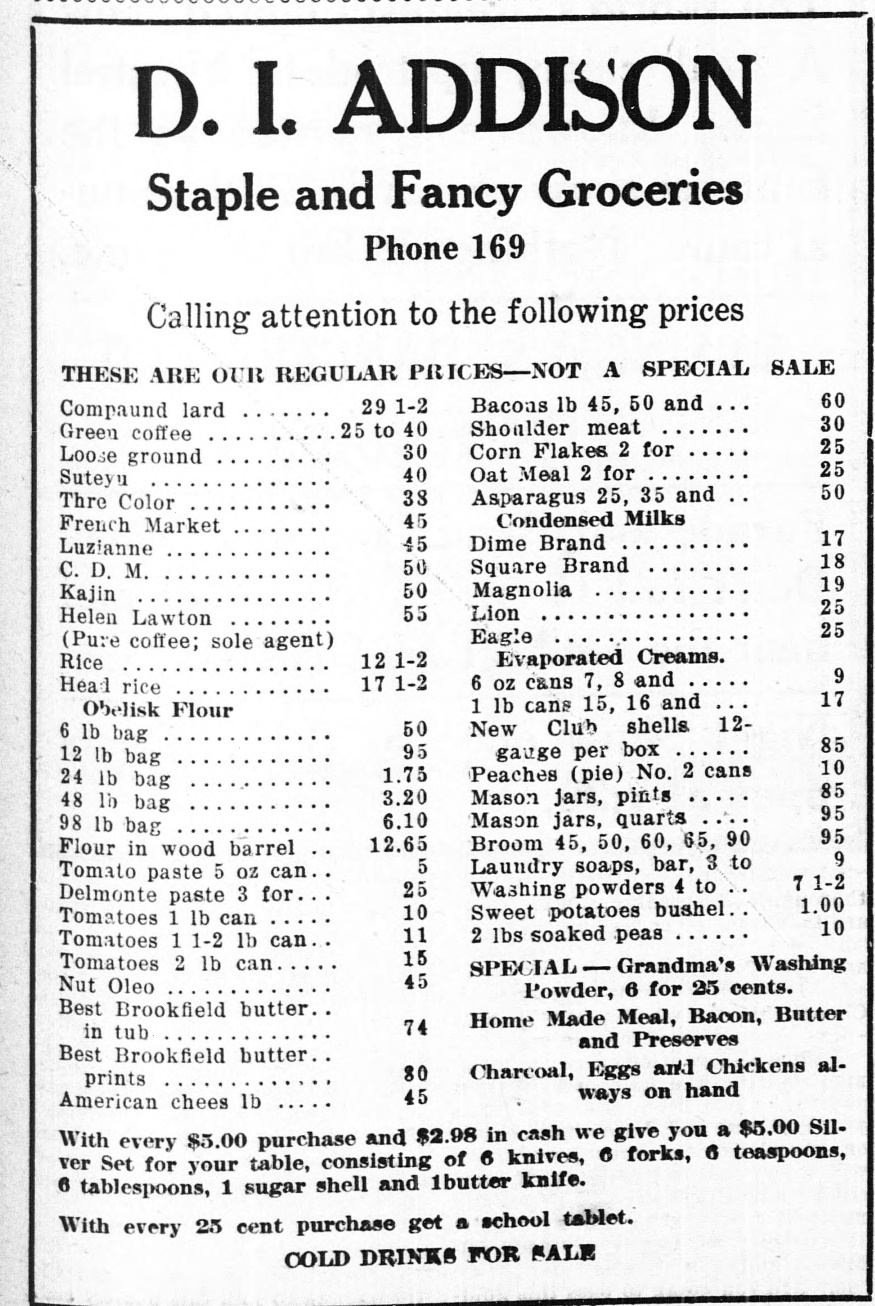 D. I. ADDISON
Staple and Fancy Groceries
Phone 169
Calling attention to the following prices
THESE ARE OUR REGULAR PRICES—NOT A SPECIAL SALE
Compaund lard ....... 29 1-2
Green coffee .......... 25 to 40
Loose ground ......... 30
Suteyu .............. 40
Thre Color ........... 38
French Market ........ 45
Luzianne ............. 45
C. D. M. .............. 50
Kajin ............... 50
Helen Lawton ........ 55
(Pure coffee; sole agent)
Rice ............... 12 1-2
Head rice ............ 17 1-2
Obelisk Flour
6 lb bag ............. 50
12 lb bag ............ 95
24 lb bag ........... 1.75
48 lb bag ........... 3.20
98 lb bag ............ 6.10
Flour in wood barrel .. 12.65
Tomato paste 5 oz can.. 5
Delmonte paste 3 for... 25
Tomatoes 1 lb can ..... 10
Tomatoes 1 1-2 lb can.. 11
Tomatoes 2 lb can..... 15
Nut Oleo ............. 45
Best Brookfield butter..
in tub ............. 74
Best Brookfield butter..
prints ............. 80
American chees lb ..... 45
Bacons lb 45, 50 and ... 60
Shoulder meat ....... 30
Corn Flakes 2 for ..... 25
Oat Meal 2 for ....... 25
Asparagus 25, 35 and .. 50
Condensed Milks
Dime Brand .......... 17
Square Brand ........ 18
Magnolia ............ 19
Lion ................ 25
Eagle ............... 25
Evaporated Creams.
6 oz cans 7, 8 and ..... 9
1 lb cans 15, 16 and ... 17
New Club shells 12-
gauge per box ...... 85
Peaches (pie) No. 2 cans 10
Mason jars, pints ..... 85
Mason jars, quarts .... 95
Broom 45, 50, 60, 65, 90 95
Laundry soaps, bar, 3 to 9
Washing powders 4 to .. 7 1-2
Sweet potatoes bushel.. 1.00
2 lbs soaked peas ...... 10
SPECIAL — Grandma's Washing
Powder, 6 for 25 cents.
Home Made Meal, Bacon, Butter
and Preserves
Charcoal, Eggs and Chickens al-
ways on hand
With every $5.00 purchase and $2.98 in cash we give you a $5.00 Sil-
ver Set for your table, consisting of 6 knives, 6 forks, 6 teaspoons,
6 tablespoons, 1 sugar shell and 1butter knife.
With every 25 cent purchase get a school tablet.
COLD DRINKS FOR SALE